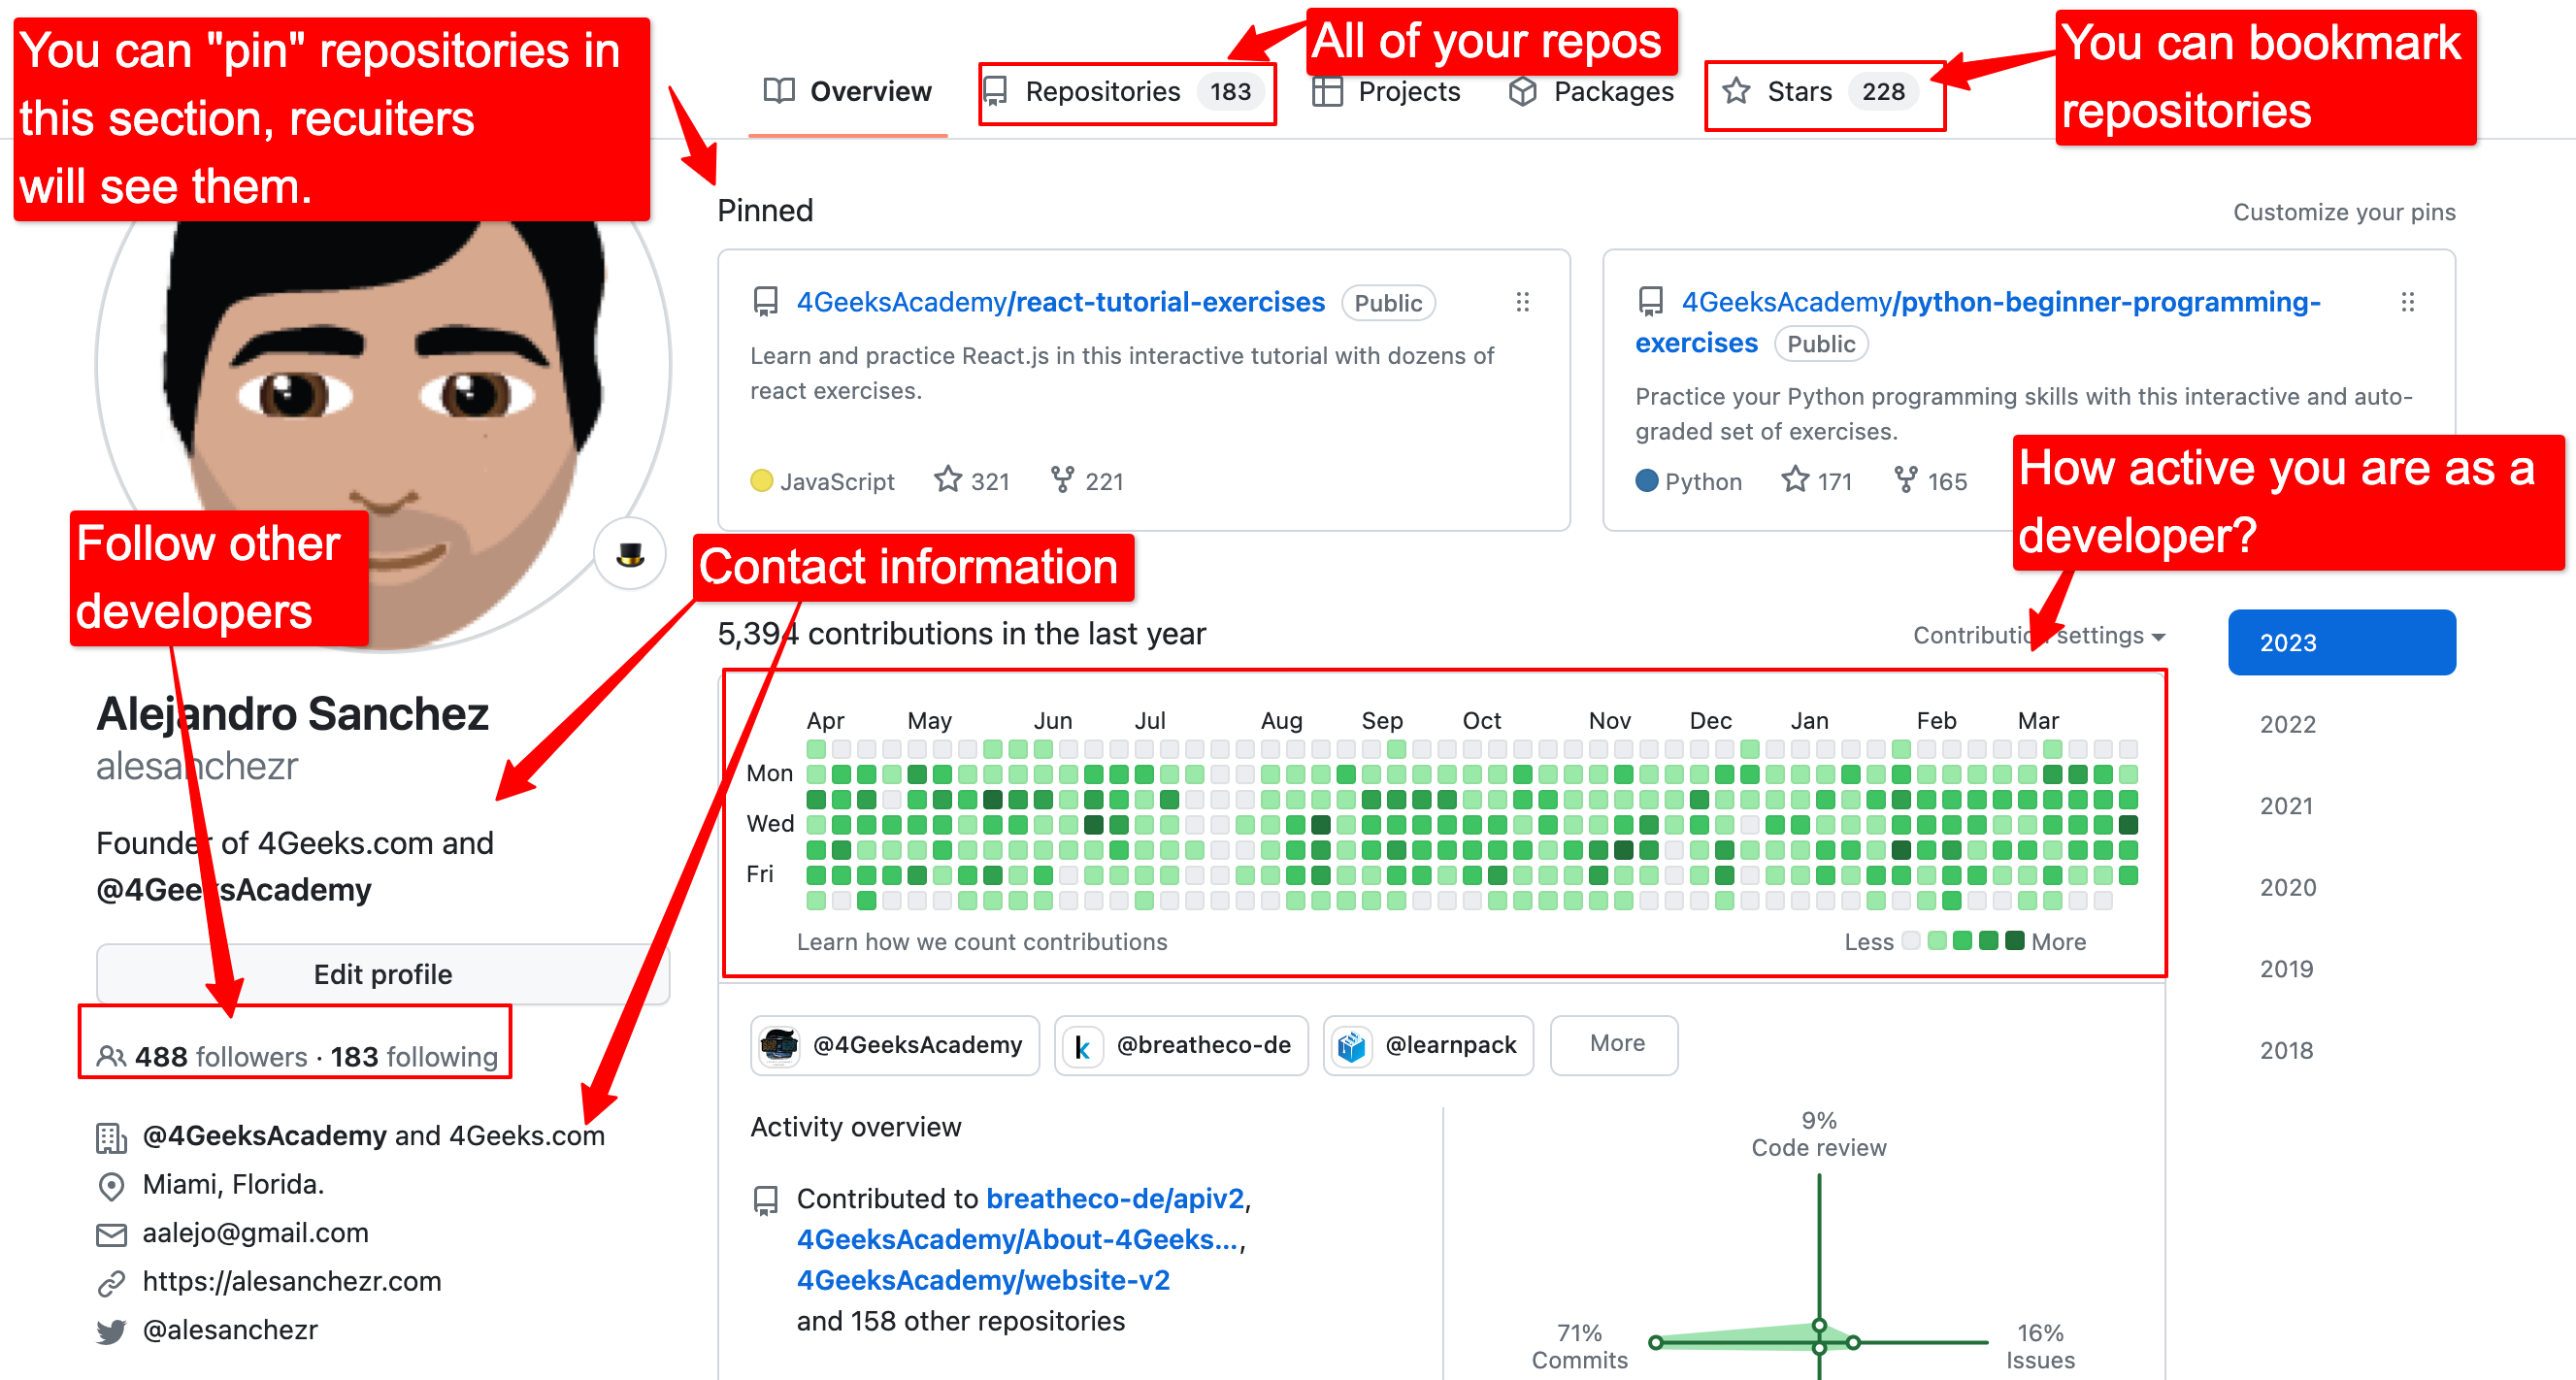 You can "pin" repositories in
this section, recuiters
will see them.
All of your repos
You can bookmark
repositories
Overview
Repositories 183
Projects
Packages
Stars 228
Pinned
Customize your pins
4GeeksAcademy/react-tutorial-exercises Public
Learn and practice React.js in this interactive tutorial with dozens of
react exercises.
JavaScript 321 221
4GeeksAcademy/python-beginner-programming-
exercises Public
Practice your Python programming skills with this interactive and auto-
graded set of exercises.
Python 171 165
How active you are as a
developer?
Follow other
developers
Contact information
Alejandro Sanchez
alesanchezr
Founder of 4Geeks.com and
@4GeeksAcademy
Edit profile
488 followers · 183 following
@4GeeksAcademy and 4Geeks.com
Miami, Florida.
aalejo@gmail.com
https://alesanchezr.com
@alesanchezr
5,394 contributions in the last year
Contribution settings
2023
2022
2021
2020
2019
2018
Apr May Jun Jul Aug Sep Oct Nov Dec Jan Feb Mar
Mon
Wed
Fri
Learn how we count contributions
Less More
@4GeeksAcademy
@breatheco-de
@learnpack
More
Activity overview
Contributed to breatheco-de/apiv2,
4GeeksAcademy/About-4Geeks...,
4GeeksAcademy/website-v2
and 158 other repositories
9%
Code review
71%
Commits
16%
Issues